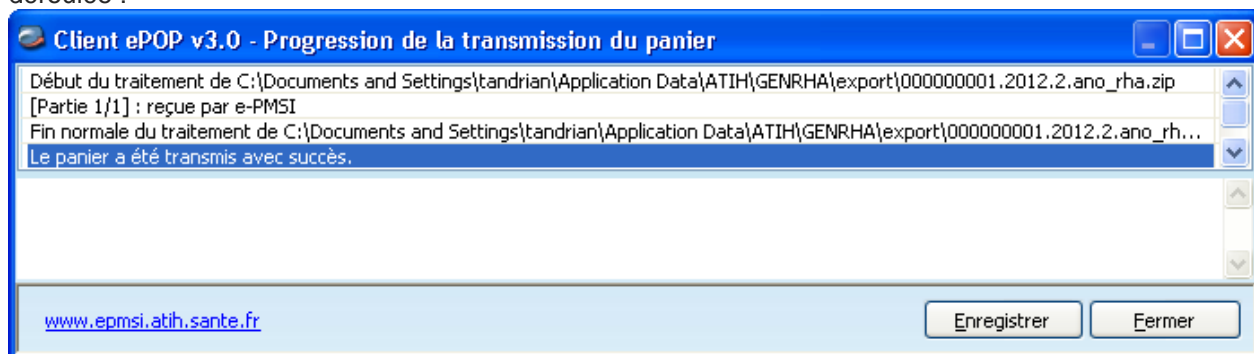 Client ePOP v3.0 - Progression de la transmission du panier
Début du traitement de C:\Documents and Settings\tandrian\Application Data\ATIH\GENRHA\export\000000001.2012.2.ano_rha.zip
[Partie 1/1] : reçue par e-PMSI
Fin normale du traitement de C:\Documents and Settings\tandrian\Application Data\ATIH\GENRHA\export\000000001.2012.2.ano_rh...
Le panier a été transmis avec succès.
www.epmsi.atih.sante.fr
Enregistrer
Fermer